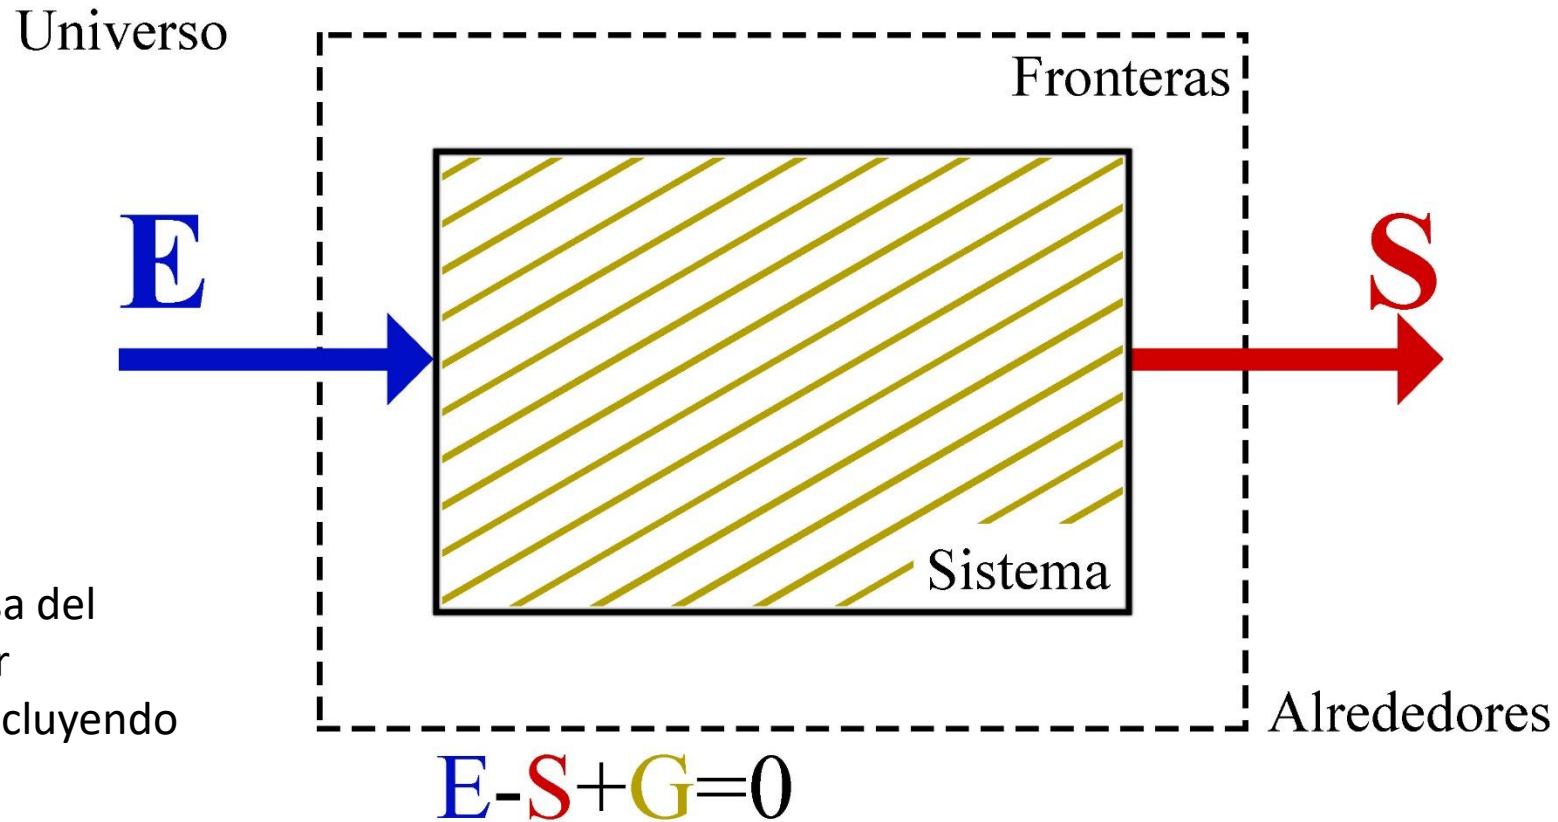 Universo
Fronteras
E
S
Sistema
del
cluyendo
Alrededores
E-S+G=0